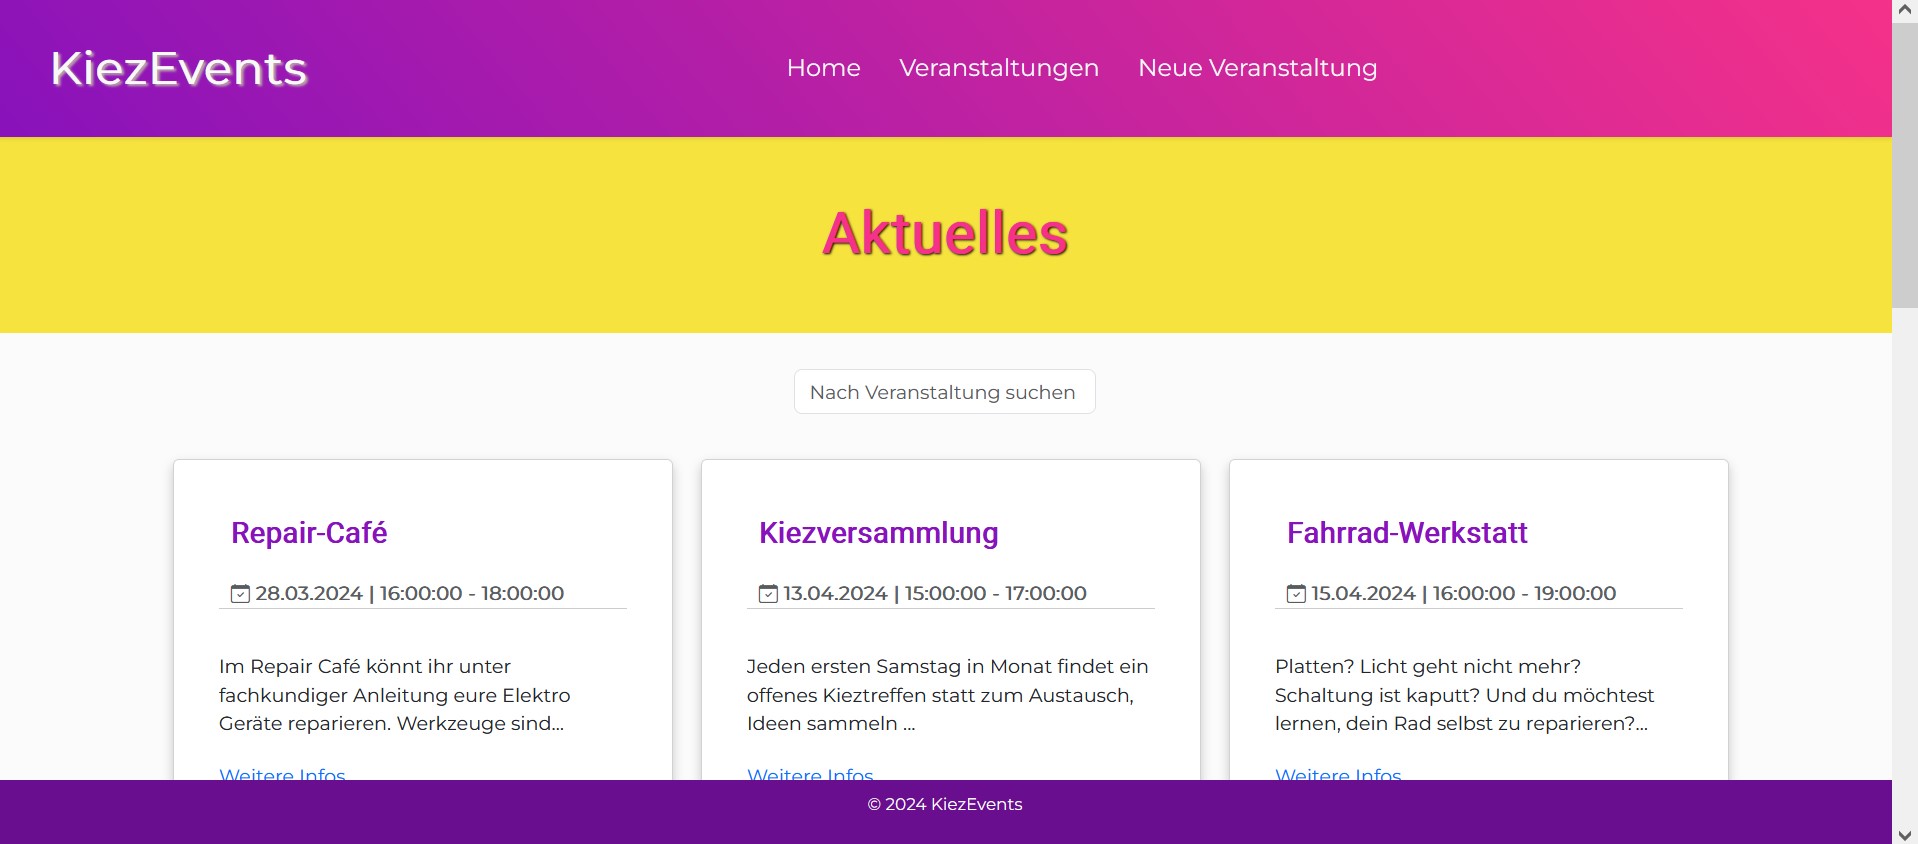 KiezEvents
Home Veranstaltungen Neue Veranstaltung
Aktuelles
Nach Veranstaltung suchen
Repair-Café
28.03.2024 | 16:00:00 - 18:00:00
Im Repair Café könnt ihr unter
fachkundiger Anleitung eure Elektro
Geräte reparieren. Werkzeuge sind...
Weitere Infos
Kiezversammlung
13.04.2024 | 15:00:00 - 17:00:00
Jeden ersten Samstag in Monat findet ein
offenes Kieztreffen statt zum Austausch,
Ideen sammeln ...
Weitere Infos
Fahrrad-Werkstatt
15.04.2024 | 16:00:00 - 19:00:00
Platten? Licht geht nicht mehr?
Schaltung ist kaputt? Und du möchtest
lernen, dein Rad selbst zu reparieren?...
Weitere Infos
© 2024 KiezEvents